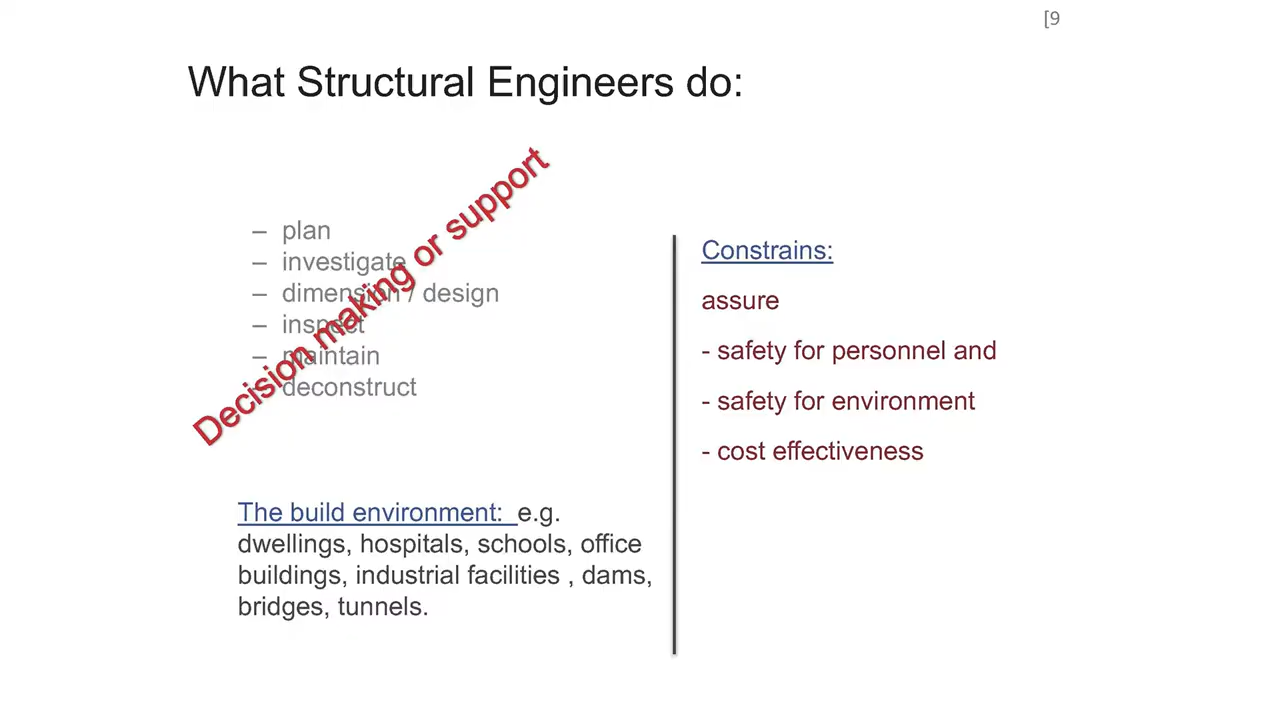 [9
What Structural Engineers do:
Decision making or support
– plan
– investigate
– dimension / design
– inspect
– maintain
– deconstruct
The build environment: e.g.
dwellings, hospitals, schools, office
buildings, industrial facilities , dams,
bridges, tunnels.
Constrains:
assure
- safety for personnel and
- safety for environment
- cost effectiveness